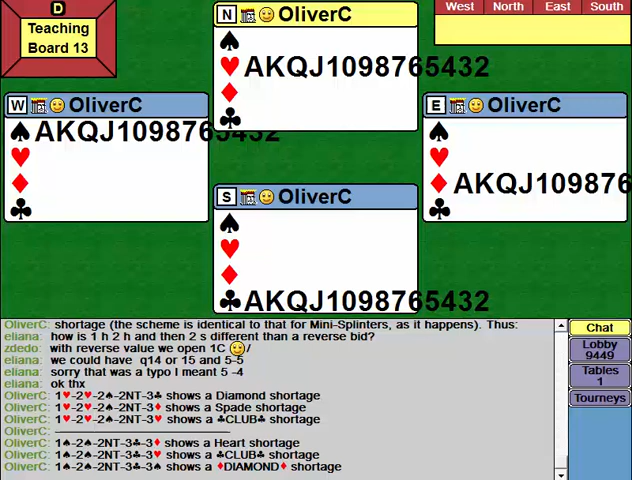 D
Teaching
Board 13
N OliverC
♠
♥ AKQJ1098765432
♦
♣
West North East South
W OliverC
♠ AKQJ1098765432
♥
♦
♣
E OliverC
♠
♥
♦ AKQJ109876
♣
S OliverC
♠
♥
♦
♣ AKQJ1098765432
OliverC: shortage (the scheme is identical to that for Mini-Splinters, as it happens). Thus:
eliana: how is 1 h 2 h and then 2 s different than a reverse bid?
zdedo: with reverse value we open 1C /
eliana: we could have q14 or 15 and 5-5
eliana: sorry that was a typo I meant 5 -4
eliana: ok thx
OliverC: 1♥-2♥-2♠-2NT-3♣ shows a Diamond shortage
OliverC: 1♥-2♥-2♠-2NT-3♦ shows a Spade shortage
OliverC: 1♥-2♥-2♠-2NT-3♥ shows a ♣CLUB♣ shortage
OliverC: ------------------------------
OliverC: 1♠-2♣-2♥-2NT-3♣-3♦ shows a Heart shortage
OliverC: 1♠-2♠-2NT-3♣-3♥ shows a ♣CLUB♣ shortage
OliverC: 1♠-2♠-2NT-3♣-3♠ shows a ♦DIAMOND♦ shortage
Chat
Lobby
9449
Tables
1
Tourneys